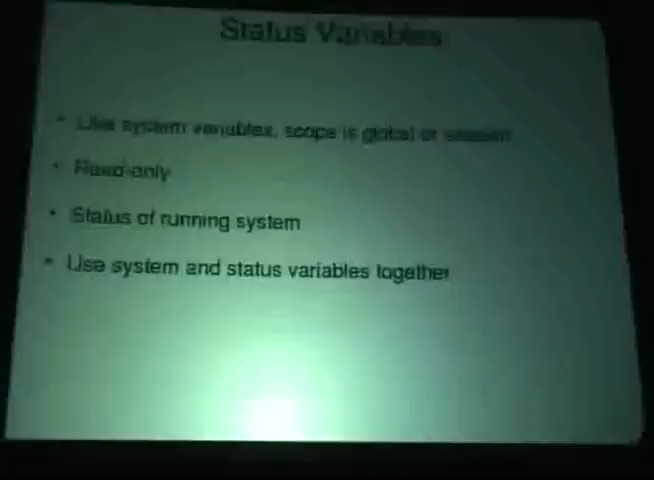 Status Variables
• Like system variables, scope is global or session
• Read-only
• Status of running system
• Use system and status variables together